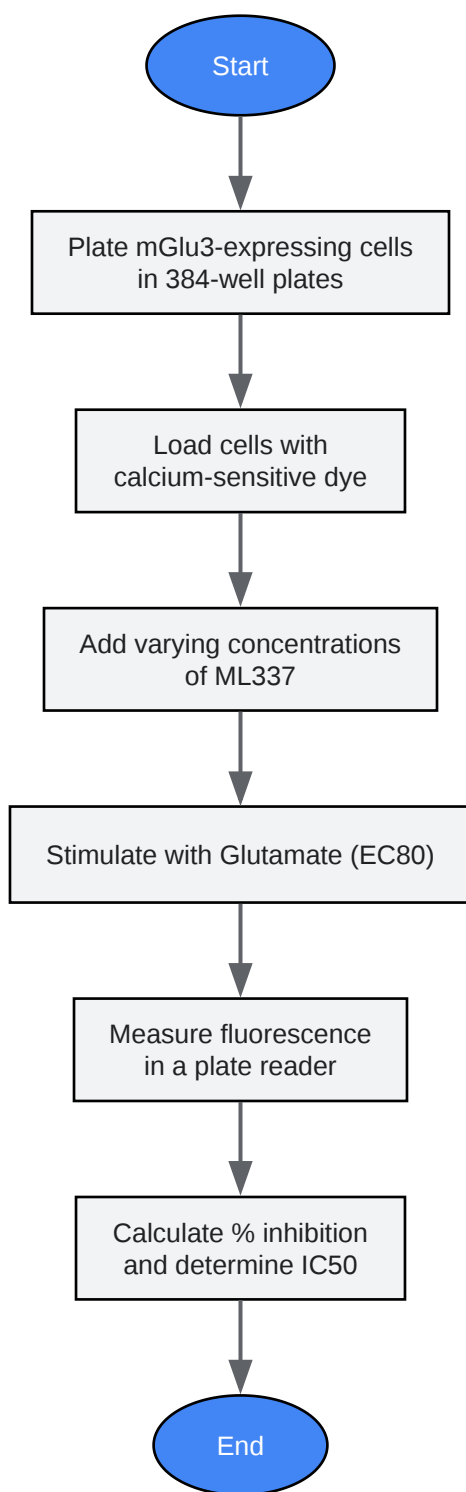 Start
Plate mGlu3-expressing cells
in 384-well plates
Load cells with
calcium-sensitive dye
Add varying concentrations
of ML337
Stimulate with Glutamate (EC80)
Measure fluorescence
in a plate reader
Calculate % inhibition
and determine IC50
End